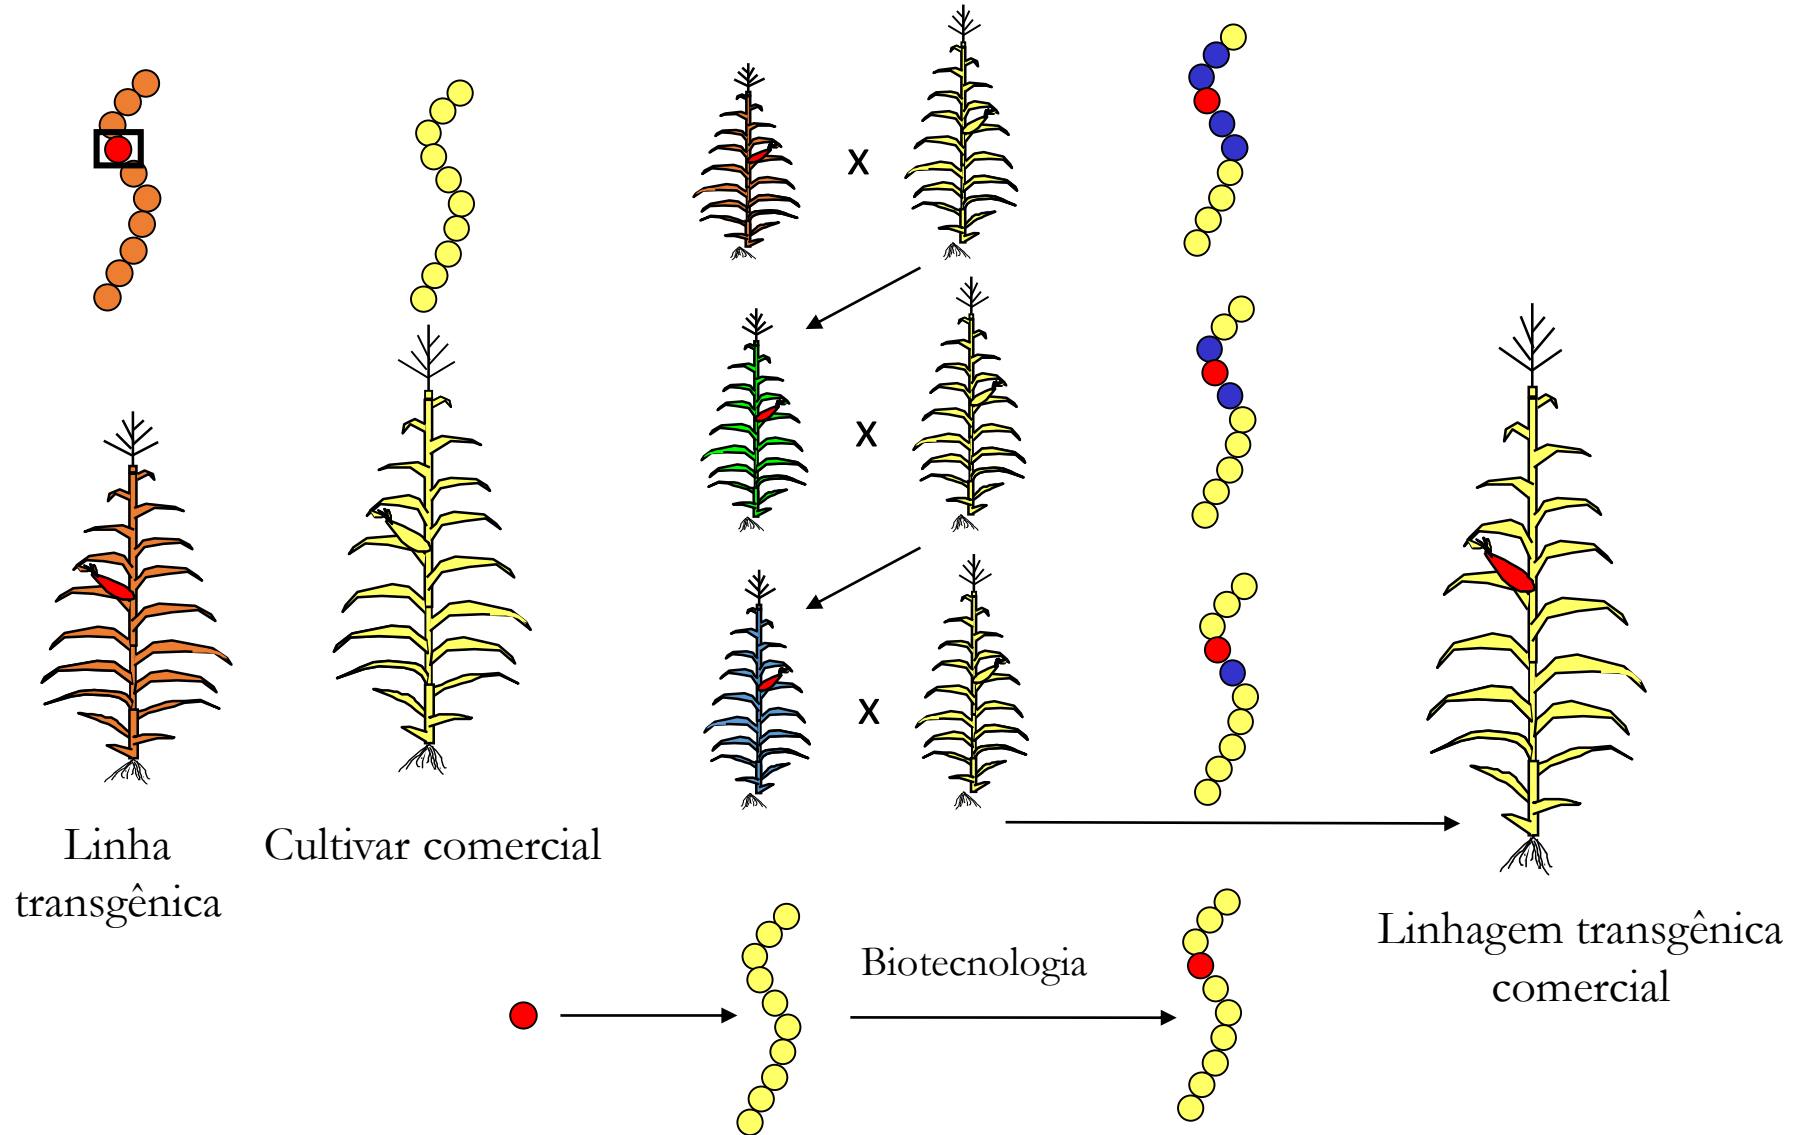 X
X
X
Linha
transgênica
Cultivar comercial
Biotecnologia
Linhagem transgênica
comercial